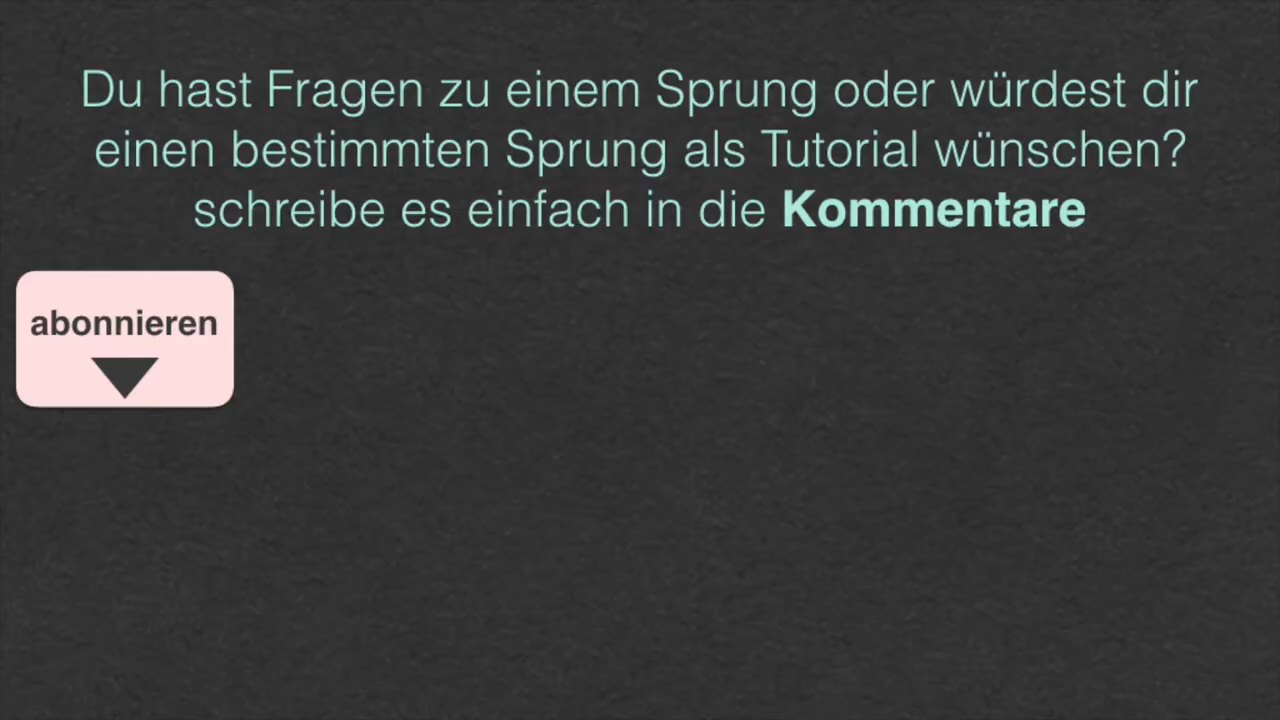 Du hast Fragen zu einem Sprung oder würdest dir
einen bestimmten Sprung als Tutorial wünschen?
schreibe es einfach in die Kommentare
abonnieren